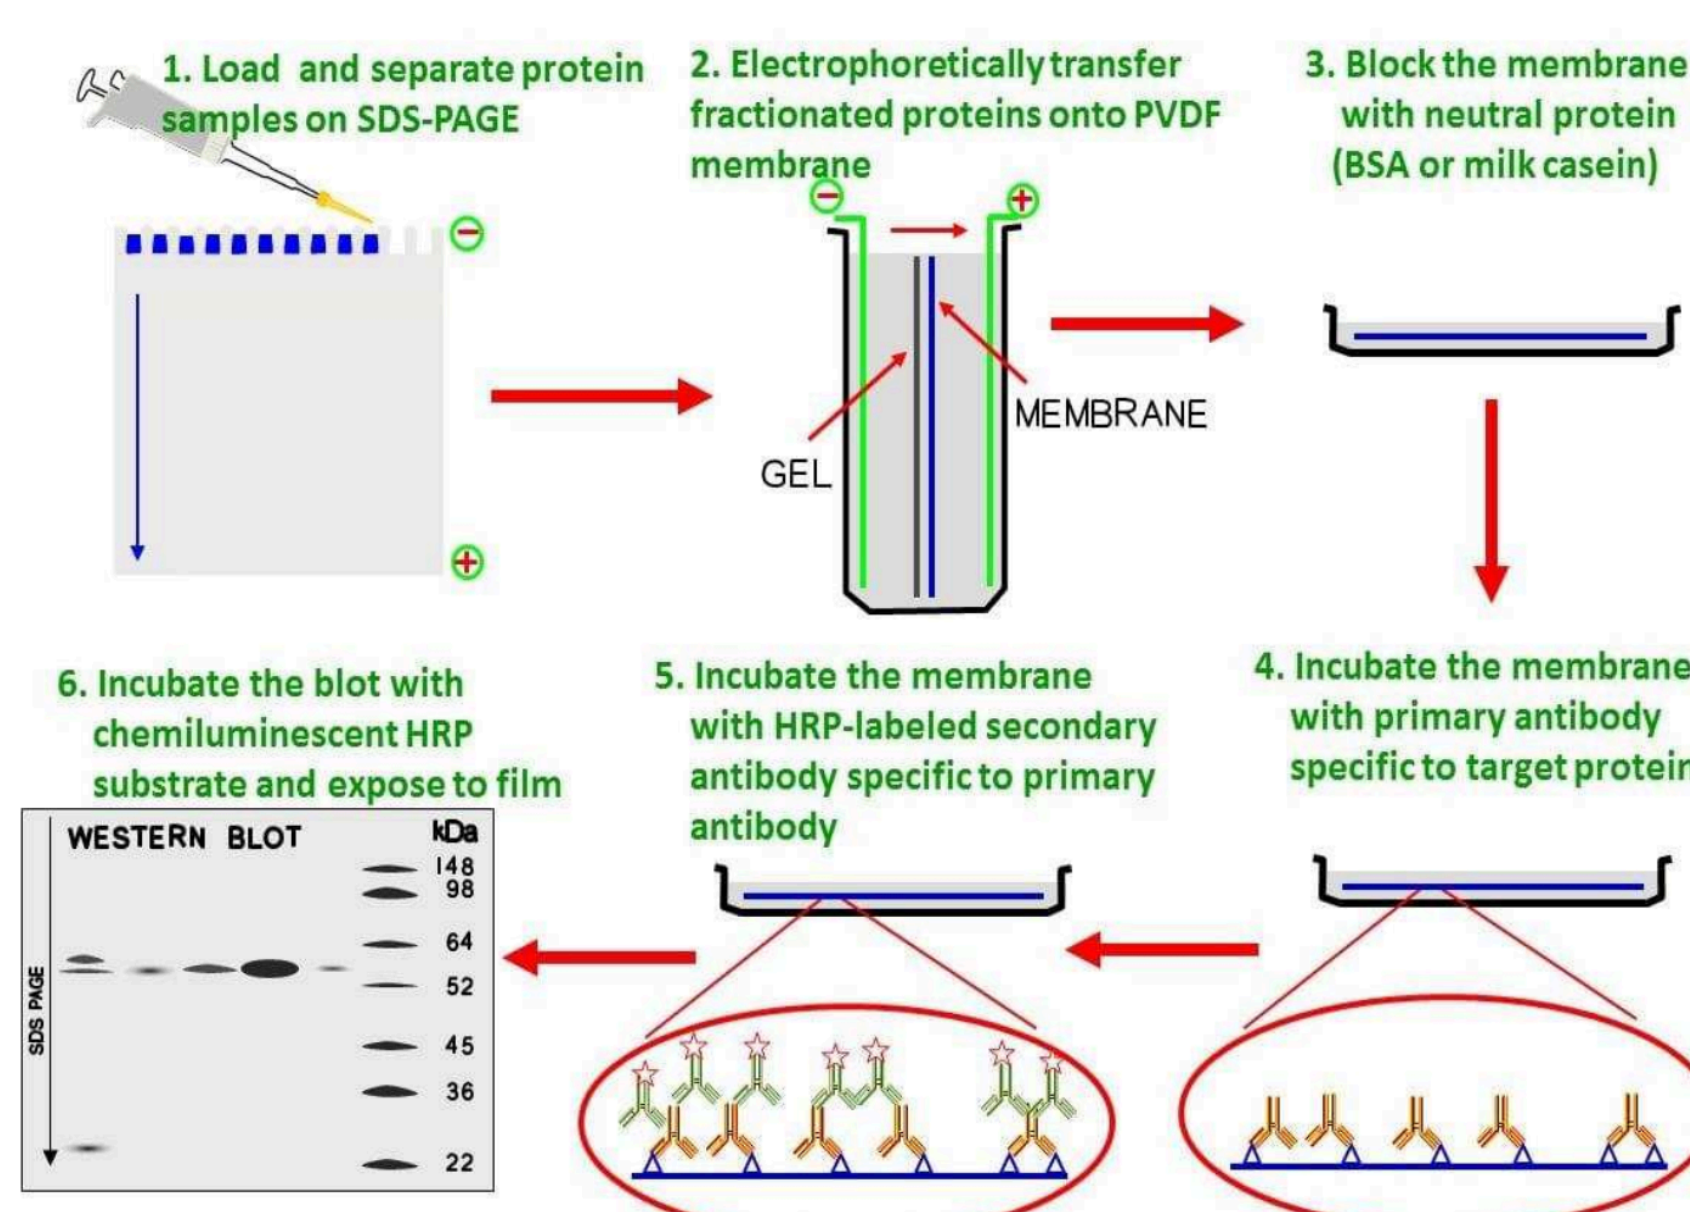 1. Load and separate protein
samples on SDS-PAGE
2. Electrophoretically transfer
fractionated proteins onto PVDF
membrane
3. Block the membrane
with neutral protein
(BSA or milk casein)
−
+
−
+
GEL
MEMBRANE
4. Incubate the membrane
with primary antibody
specific to target protein
5. Incubate the membrane
with HRP-labeled secondary
antibody specific to primary
antibody
6. Incubate the blot with
chemiluminescent HRP
substrate and expose to film
WESTERN BLOT
kDa
148
98
64
52
45
36
22
SDS PAGE